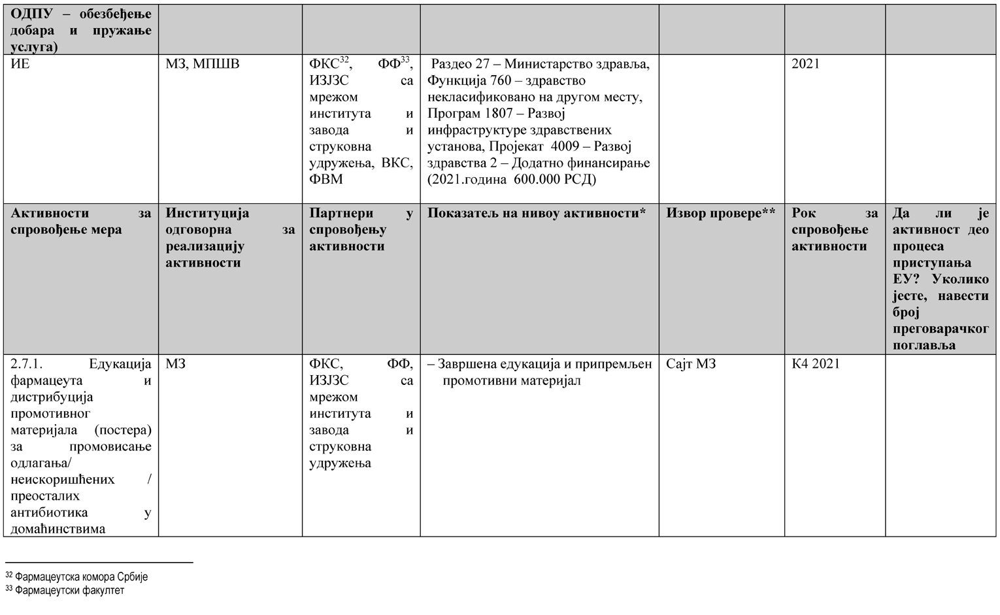 ОДПУ – обезбеђење
добара и пружање
услуга)
ИЕ
МЗ, МПШВ
ФКС32, ФФ33,
ИЗЈЗС са
мрежом
института и
завода и
струковна
удружења, ВКС,
ФВМ
Раздео 27 – Министарство здравља,
Функција 760 – здравство
некласификовано на другом месту,
Програм 1807 – Развој
инфраструктуре здравствених
установа, Пројекат 4009 – Развој
здравства 2 – Додатно финансирање
(2021.година 600.000 РСД)
2021
Активности за
спровођење мера
Институција
одговорна за
реализацију
активности
Партнери у
спровођењу
активности
Показатељ на нивоу активности*
Извор провере**
Рок за
спровођење
активности
Да ли је
активност део
процеса
приступања
ЕУ? Уколико
јесте, навести
број
преговарачког
поглавља
2.7.1. Едукација
фармацеута и
дистрибуција
промотивног
материјала (постера)
за промовисање
одлагања/
неискоришћених /
преосталих
антибиотика у
домаћинствима
МЗ
ФКС, ФФ,
ИЗЈЗС са
мрежом
института и
завода и
струковна
удружења
– Завршена едукација и припремљен
промотивни материјал
Сајт МЗ
К4 2021
32 Фармацеутска комора Србије
33 Фармацеутски факултет